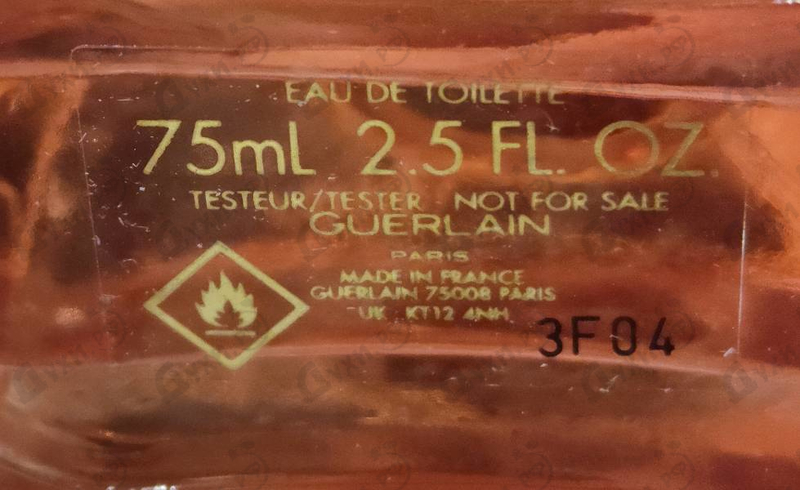 EAU DE TOILETTE
75mL 2.5 FL. OZ.
TESTEUR/TESTER - NOT FOR SALE
GUERLAIN
PARIS
MADE IN FRANCE
GUERLAIN 75008 PARIS
UK : KT12 4NH
3F04